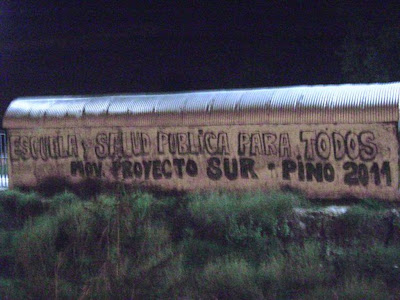 ESCUELA Y SALUD PUBLICA PARA TODOS
MOV. PROYECTO SUR - PINO 2011